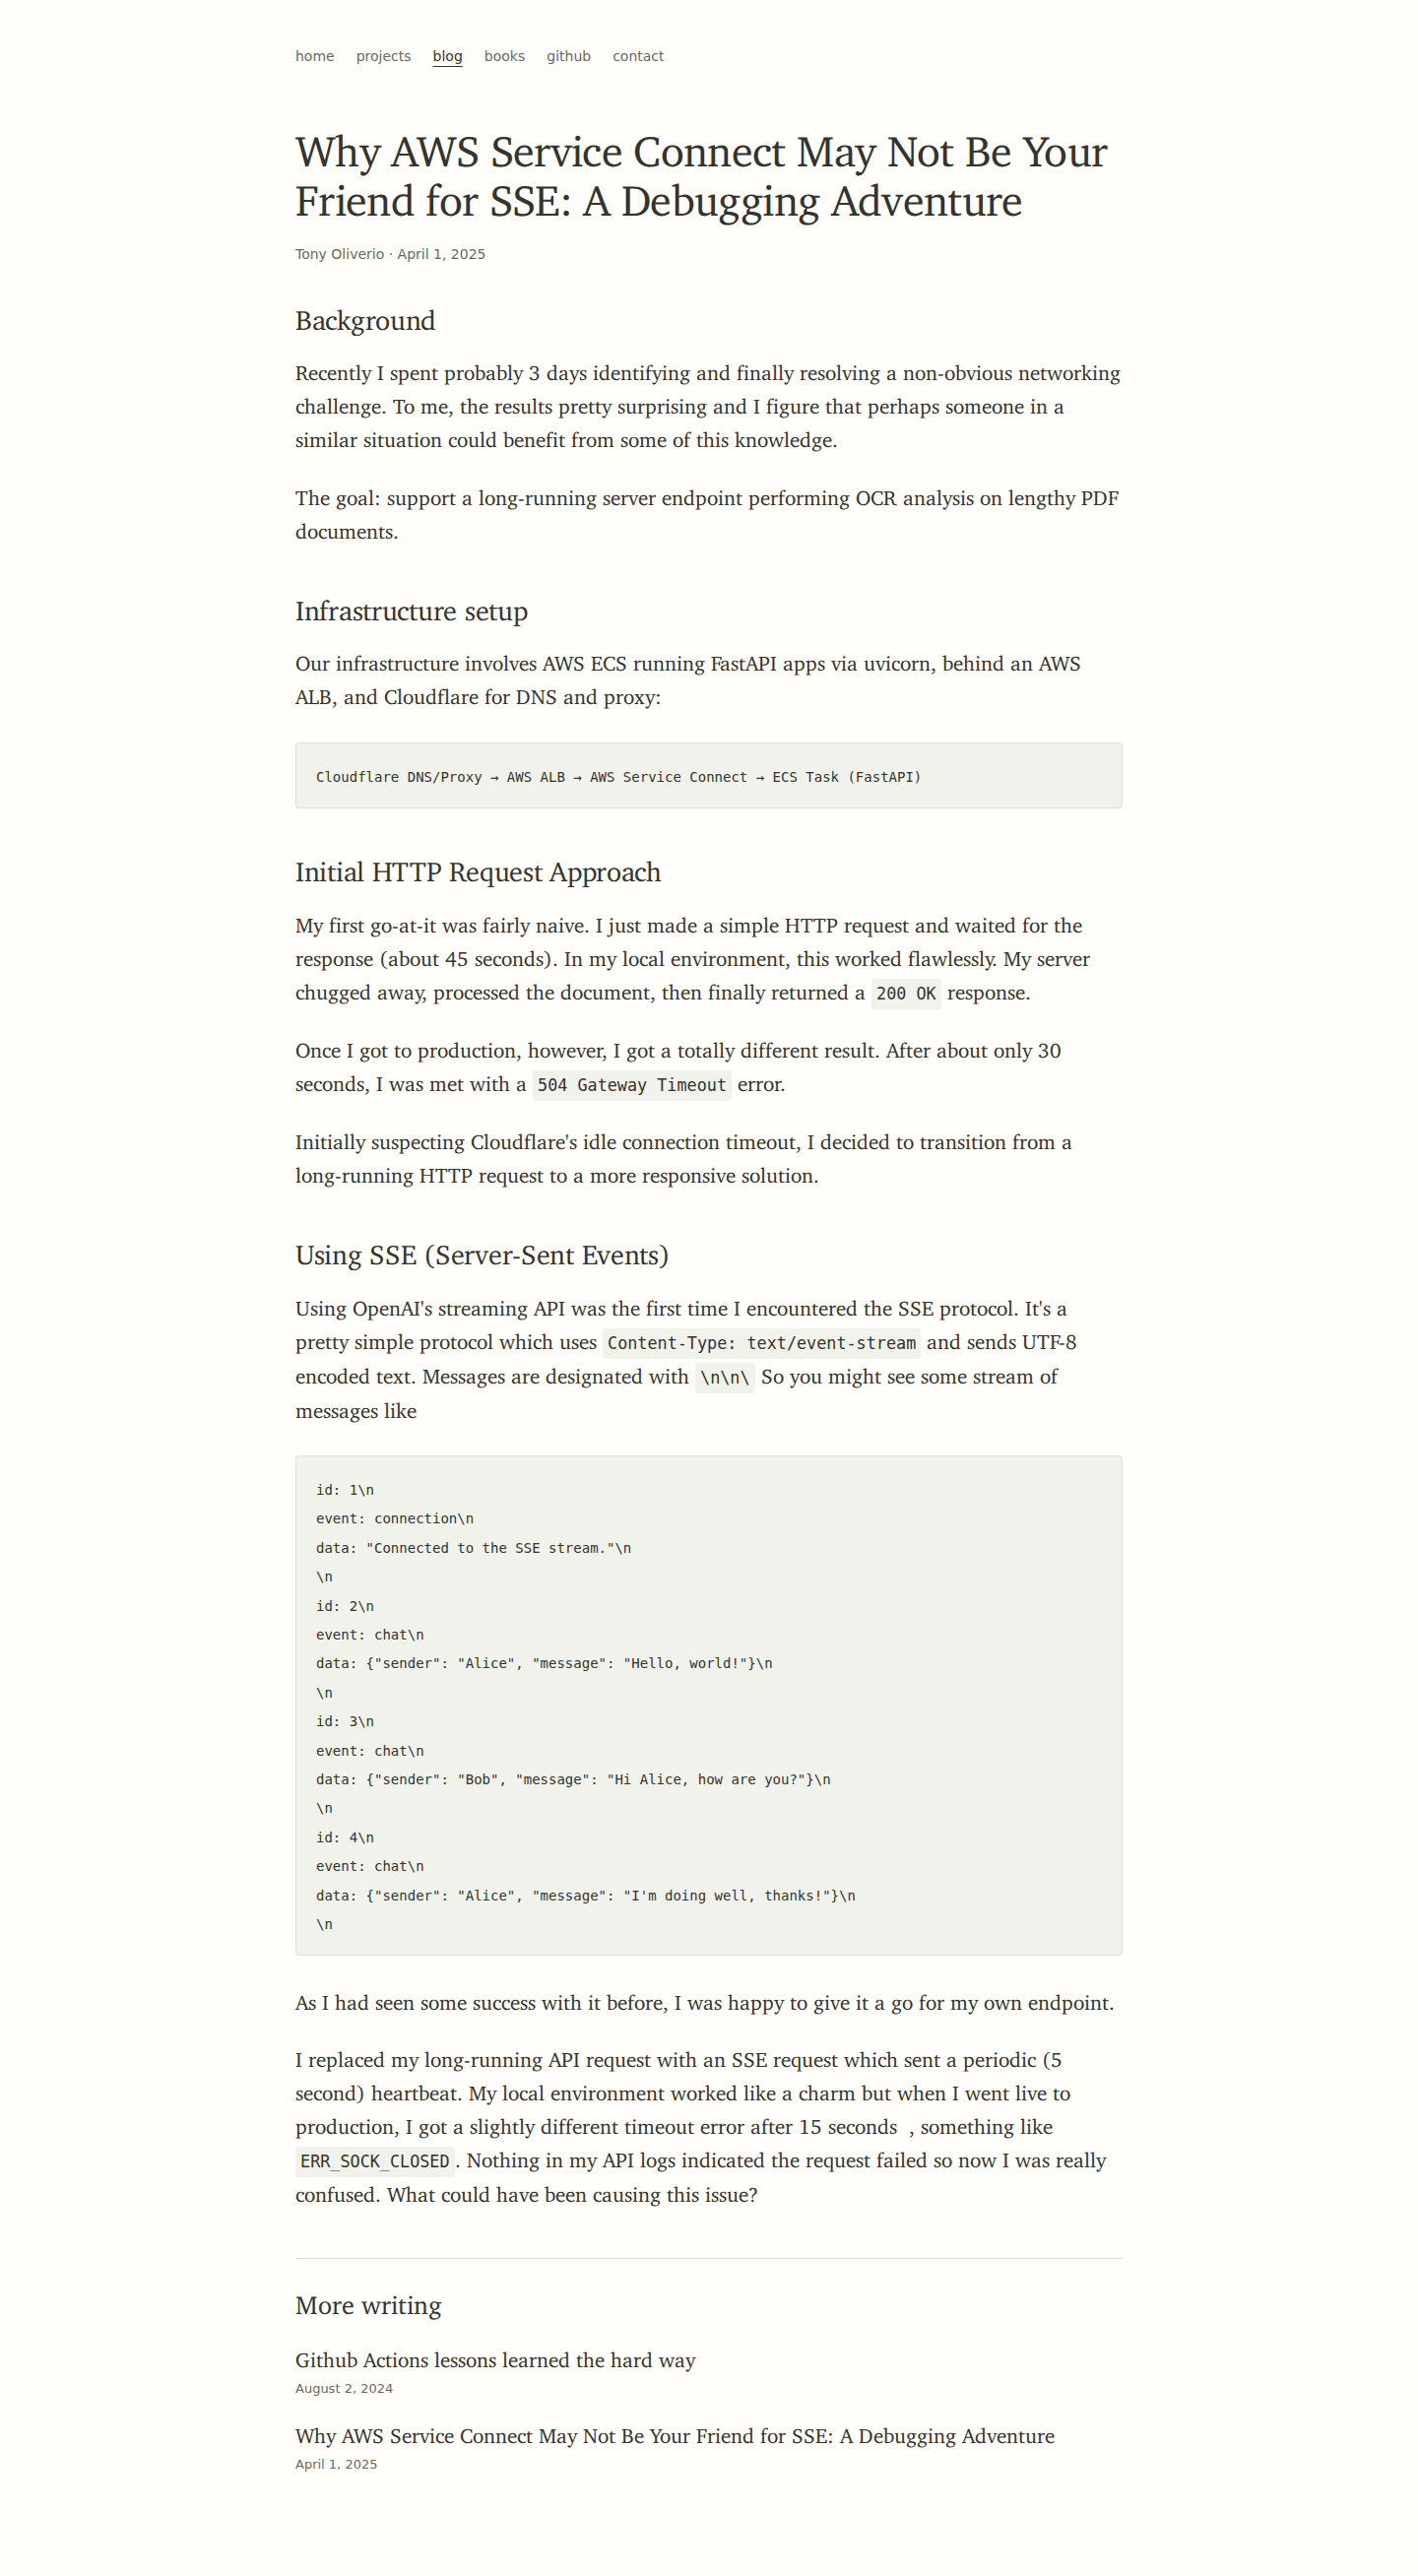 home projects blog books github contact
Why AWS Service Connect May Not Be Your
Friend for SSE: A Debugging Adventure
Tony Oliverio · April 1, 2025
Background
Recently I spent probably 3 days identifying and finally resolving a non-obvious networking
challenge. To me, the results pretty surprising and I figure that perhaps someone in a
similar situation could benefit from some of this knowledge.
The goal: support a long-running server endpoint performing OCR analysis on lengthy PDF
documents.
Infrastructure setup
Our infrastructure involves AWS ECS running FastAPI apps via uvicorn, behind an AWS
ALB, and Cloudflare for DNS and proxy:
Cloudflare DNS/Proxy → AWS ALB → AWS Service Connect → ECS Task (FastAPI)
Initial HTTP Request Approach
My first go-at-it was fairly naive. I just made a simple HTTP request and waited for the
response (about 45 seconds). In my local environment, this worked flawlessly. My server
chugged away, processed the document, then finally returned a 200 OK response.
Once I got to production, however, I got a totally different result. After about only 30
seconds, I was met with a 504 Gateway Timeout error.
Initially suspecting Cloudflare's idle connection timeout, I decided to transition from a
long-running HTTP request to a more responsive solution.
Using SSE (Server-Sent Events)
Using OpenAI's streaming API was the first time I encountered the SSE protocol. It's a
pretty simple protocol which uses Content-Type: text/event-stream and sends UTF-8
encoded text. Messages are designated with \n\n\ So you might see some stream of
messages like
id: 1\n
event: connection\n
data: "Connected to the SSE stream."\n
\n
id: 2\n
event: chat\n
data: {"sender": "Alice", "message": "Hello, world!"}\n
\n
id: 3\n
event: chat\n
data: {"sender": "Bob", "message": "Hi Alice, how are you?"}\n
\n
id: 4\n
event: chat\n
data: {"sender": "Alice", "message": "I'm doing well, thanks!"}\n
\n
As I had seen some success with it before, I was happy to give it a go for my own endpoint.
I replaced my long-running API request with an SSE request which sent a periodic (5
second) heartbeat. My local environment worked like a charm but when I went live to
production, I got a slightly different timeout error after 15 seconds , something like
ERR_SOCK_CLOSED. Nothing in my API logs indicated the request failed so now I was really
confused. What could have been causing this issue?
More writing
Github Actions lessons learned the hard way
August 2, 2024
Why AWS Service Connect May Not Be Your Friend for SSE: A Debugging Adventure
April 1, 2025